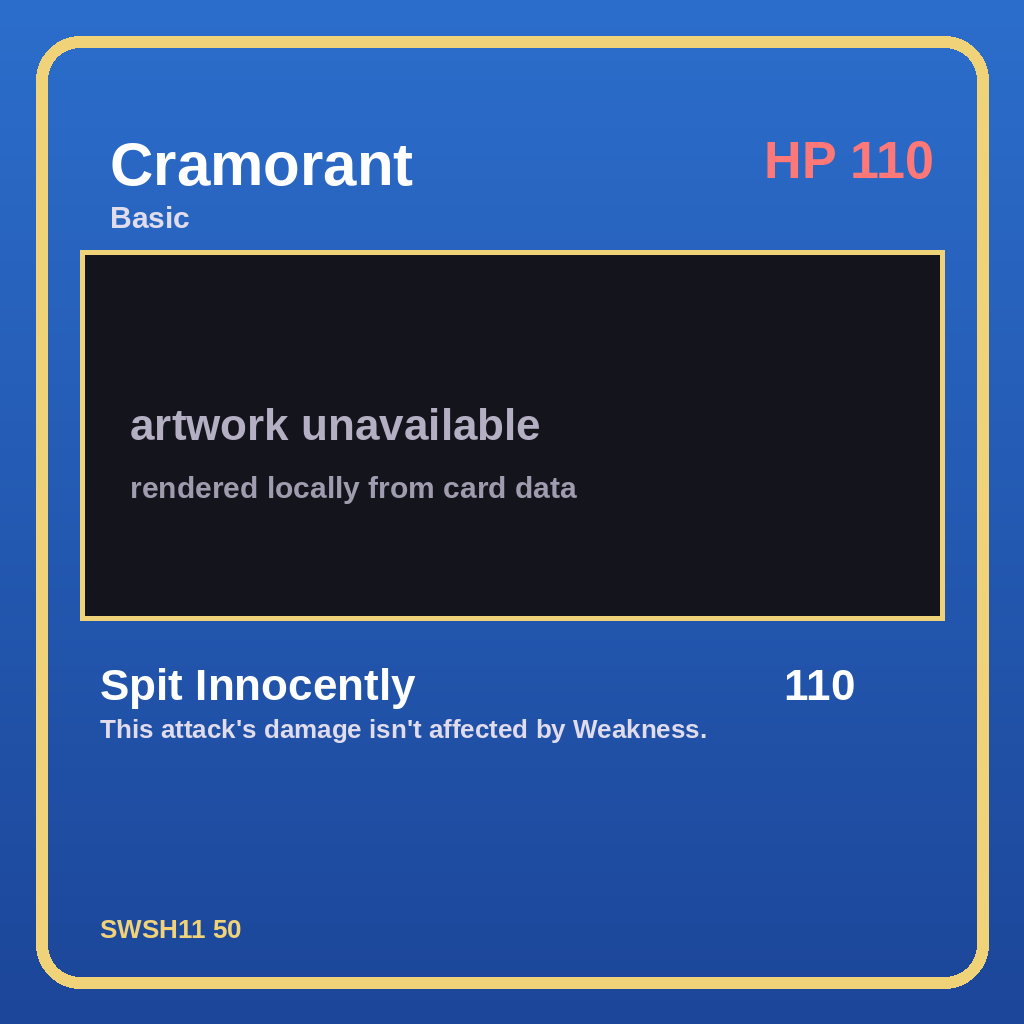 Cramorant
HP 110
Basic
artwork unavailable
rendered locally from card data
Spit Innocently 110
This attack's damage isn't affected by Weakness.
SWSH11 50